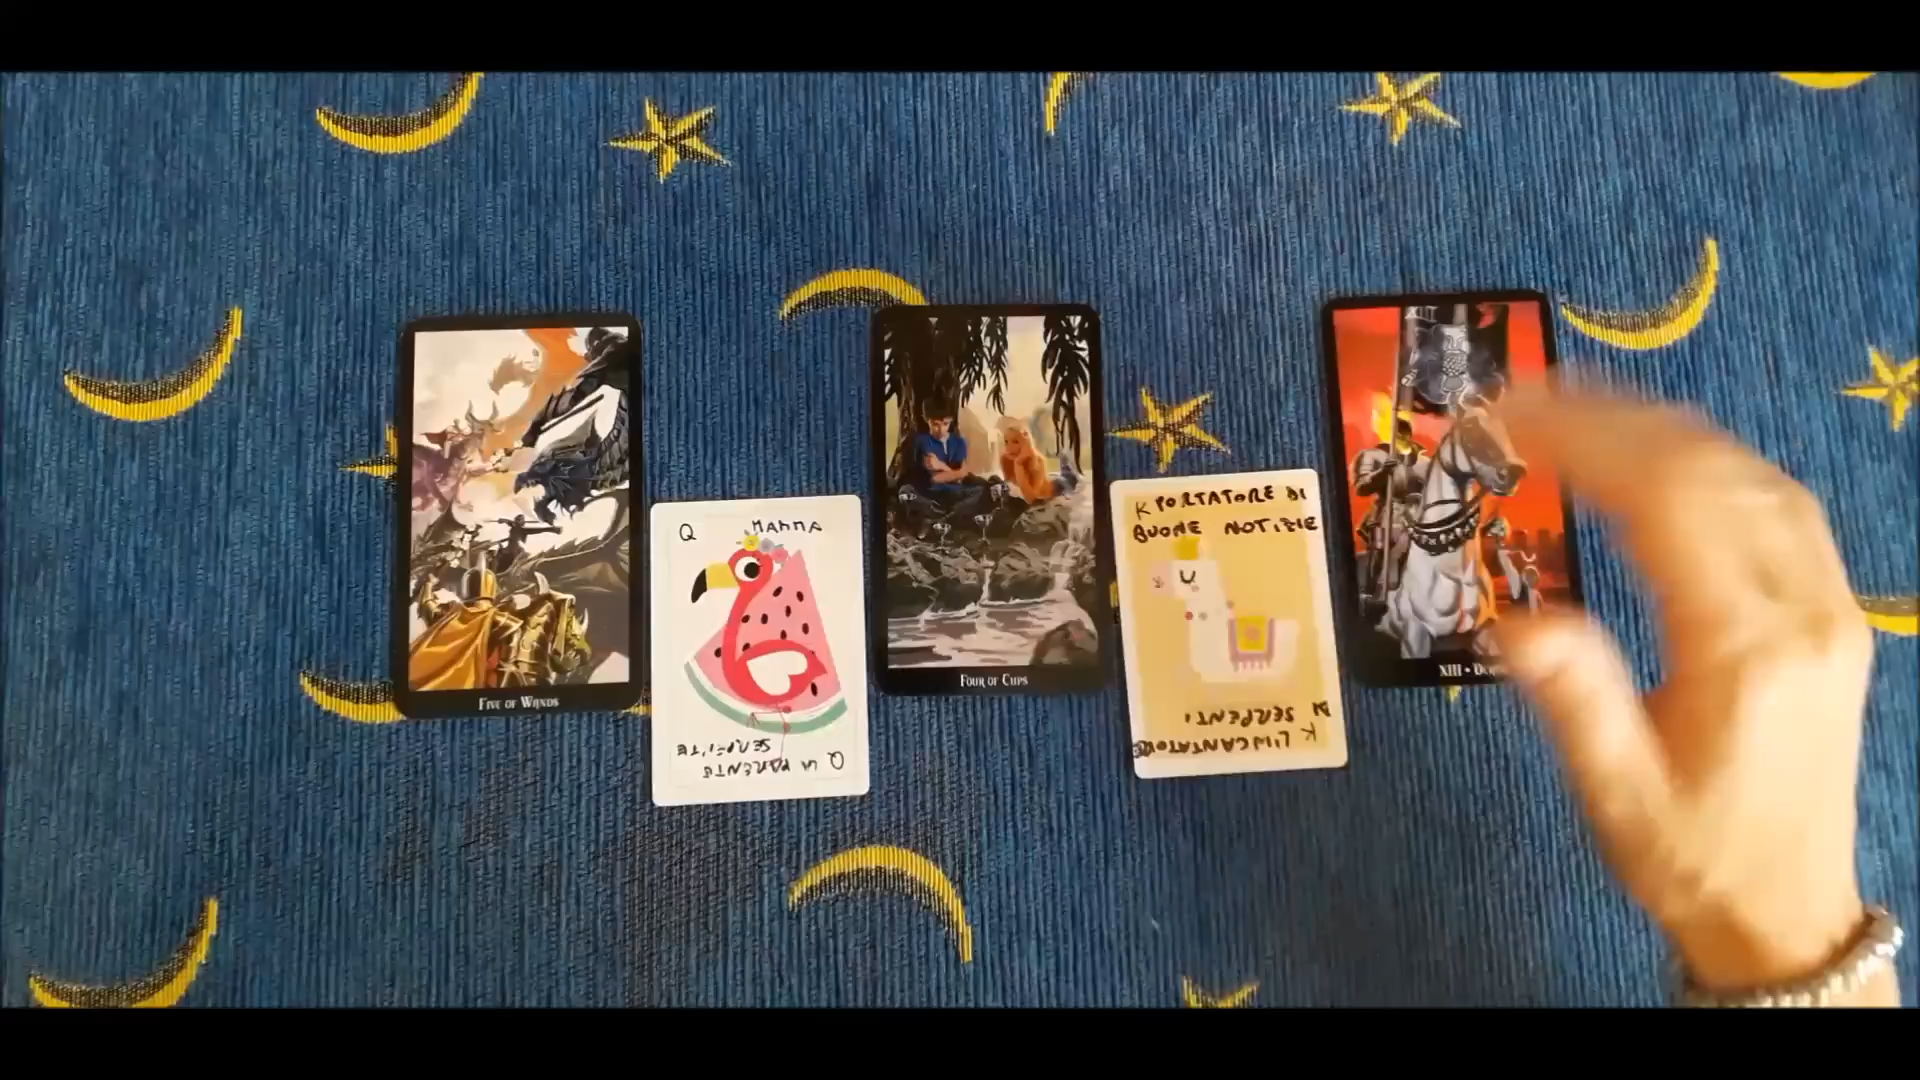 FIVE OF WANDS
Q MAMMA
Q LA PARENTE
SERPENTE
FOUR OF CUPS
K PORTATORE DI
BUONE NOTIZIE
K L'INCANTATORE
DI SERPENTI
XIII